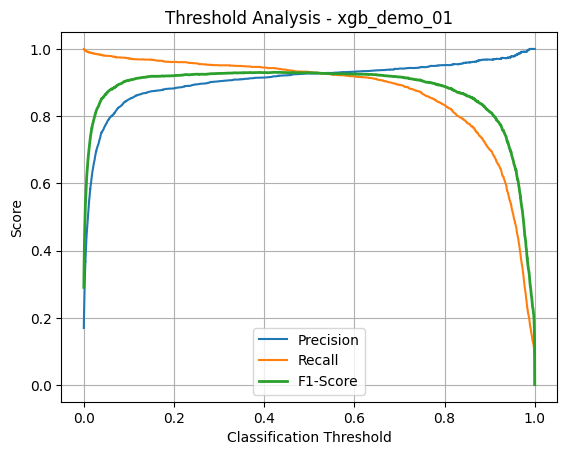 Threshold Analysis - xgb_demo_01
Score
1.0
0.8
0.6
0.4
0.2
0.0
Precision
Recall
F1-Score
0.0 0.2 0.4 0.6 0.8 1.0
Classification Threshold